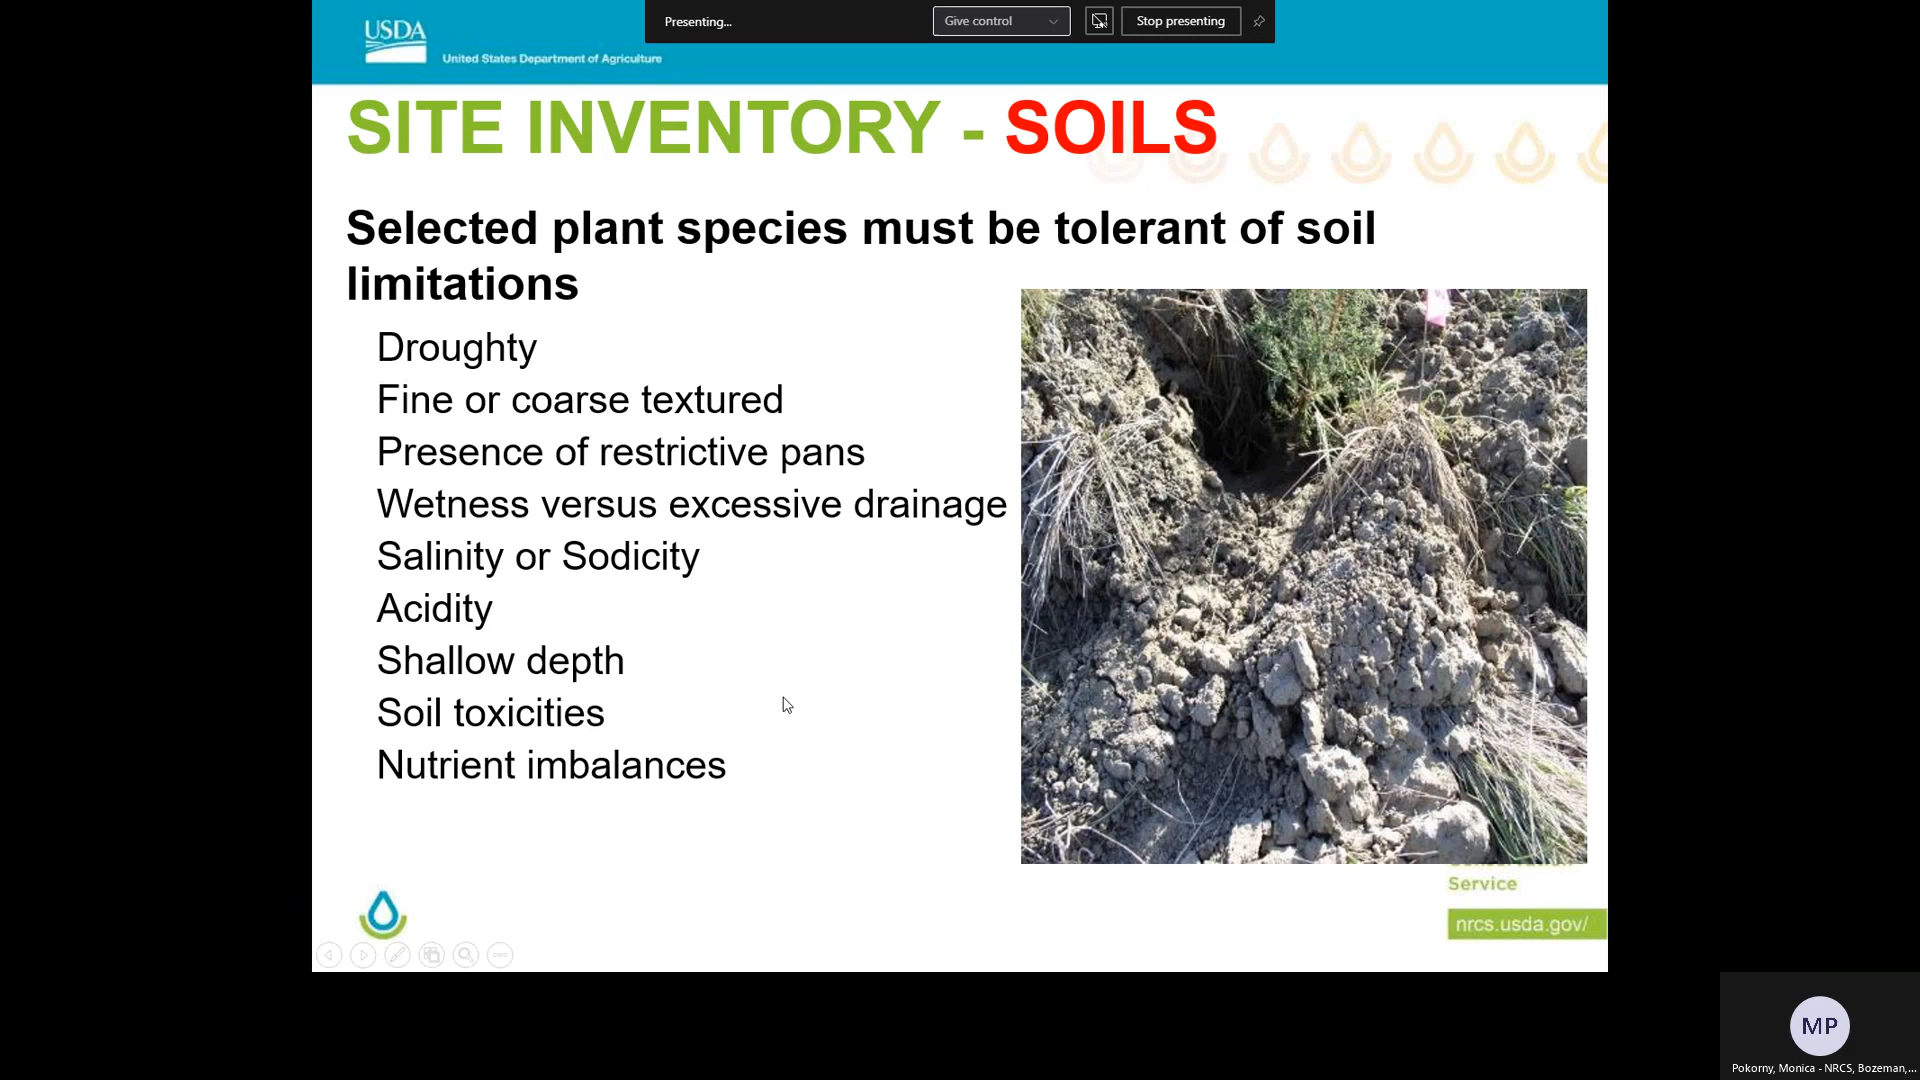 Presenting...
Give control
Stop presenting
USDA
United States Department of Agriculture
SITE INVENTORY - SOILS
Selected plant species must be tolerant of soil
limitations
Droughty
Fine or coarse textured
Presence of restrictive pans
Wetness versus excessive drainage
Salinity or Sodicity
Acidity
Shallow depth
Soil toxicities
Nutrient imbalances
Service
nrcs.usda.gov/
MP
Pokorny, Monica - NRCS, Bozeman,...